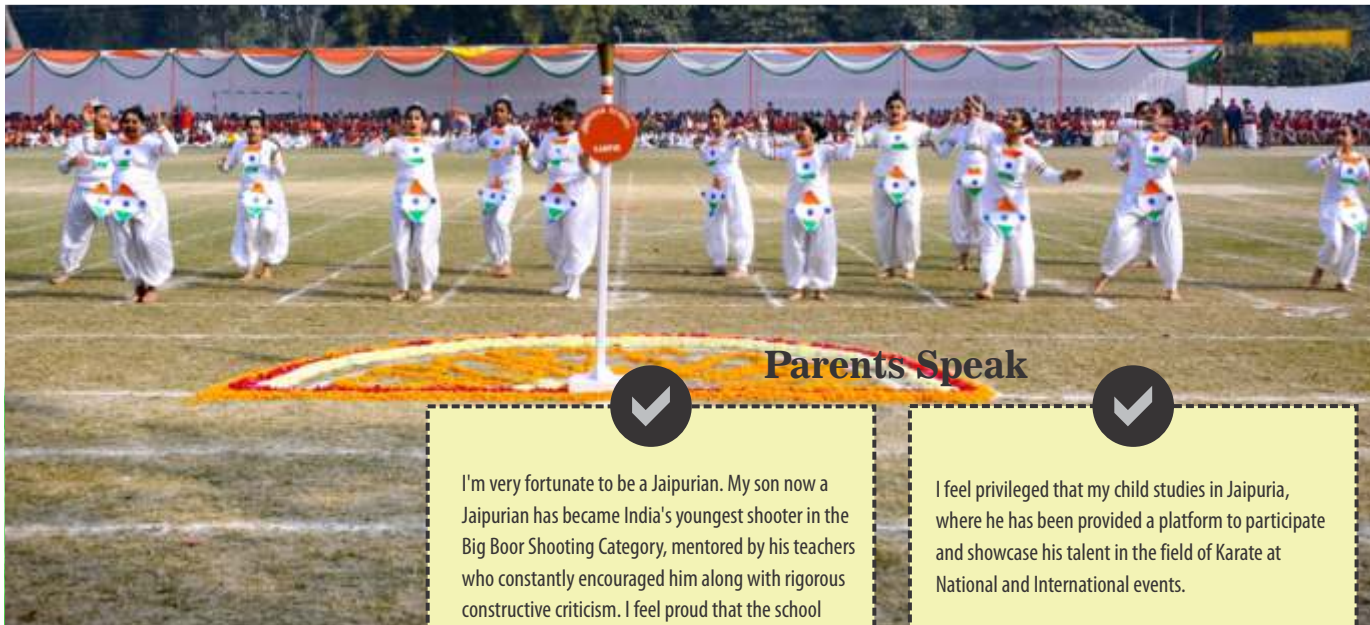 Parents Speak
I'm very fortunate to be a Jaipurian. My son now a
Jaipurian has became India's youngest shooter in the
Big Boor Shooting Category, mentored by his teachers
who constantly encouraged him along with rigorous
constructive criticism. I feel proud that the school
I feel privileged that my child studies in Jaipuria,
where he has been provided a platform to participate
and showcase his talent in the field of Karate at
National and International events.